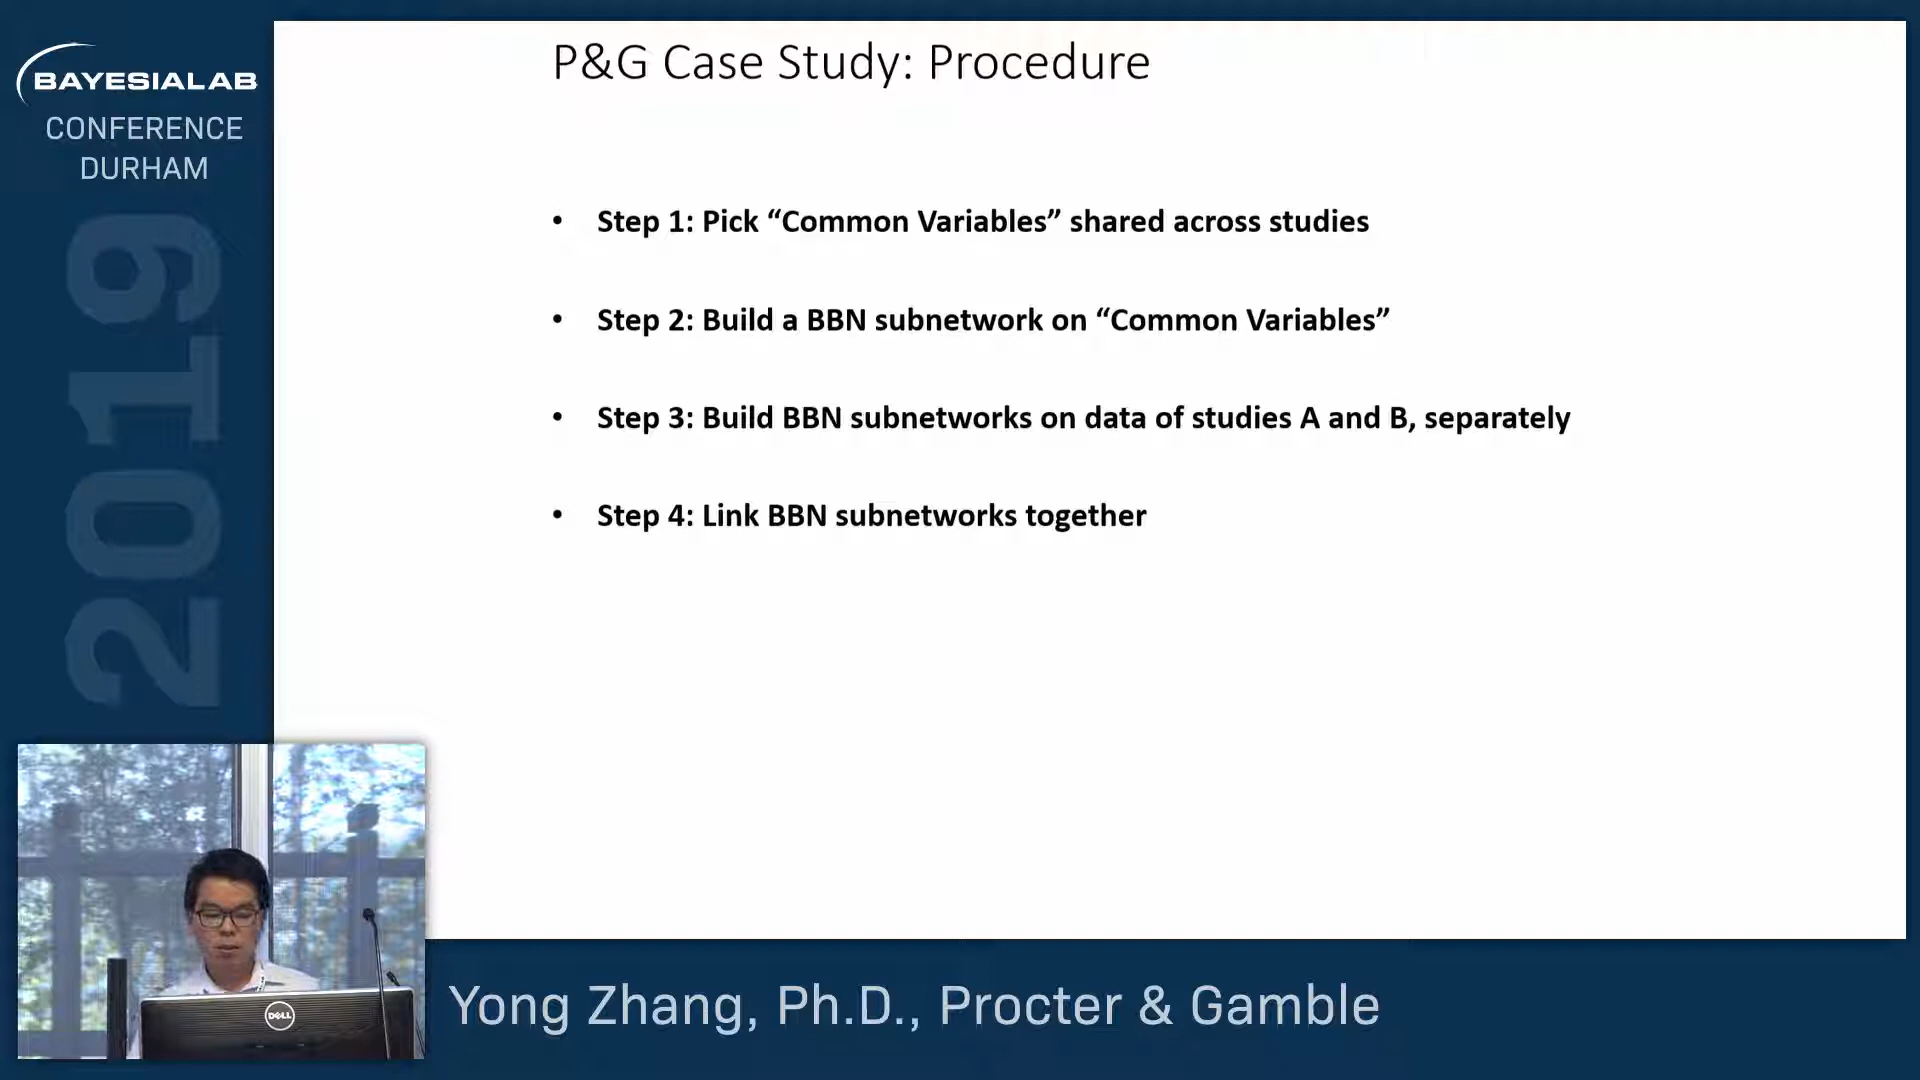 BAYESIALAB
CONFERENCE
DURHAM
2019
P&G Case Study: Procedure
• Step 1: Pick “Common Variables” shared across studies
• Step 2: Build a BBN subnetwork on “Common Variables”
• Step 3: Build BBN subnetworks on data of studies A and B, separately
• Step 4: Link BBN subnetworks together
DELL
Yong Zhang, Ph.D., Procter & Gamble